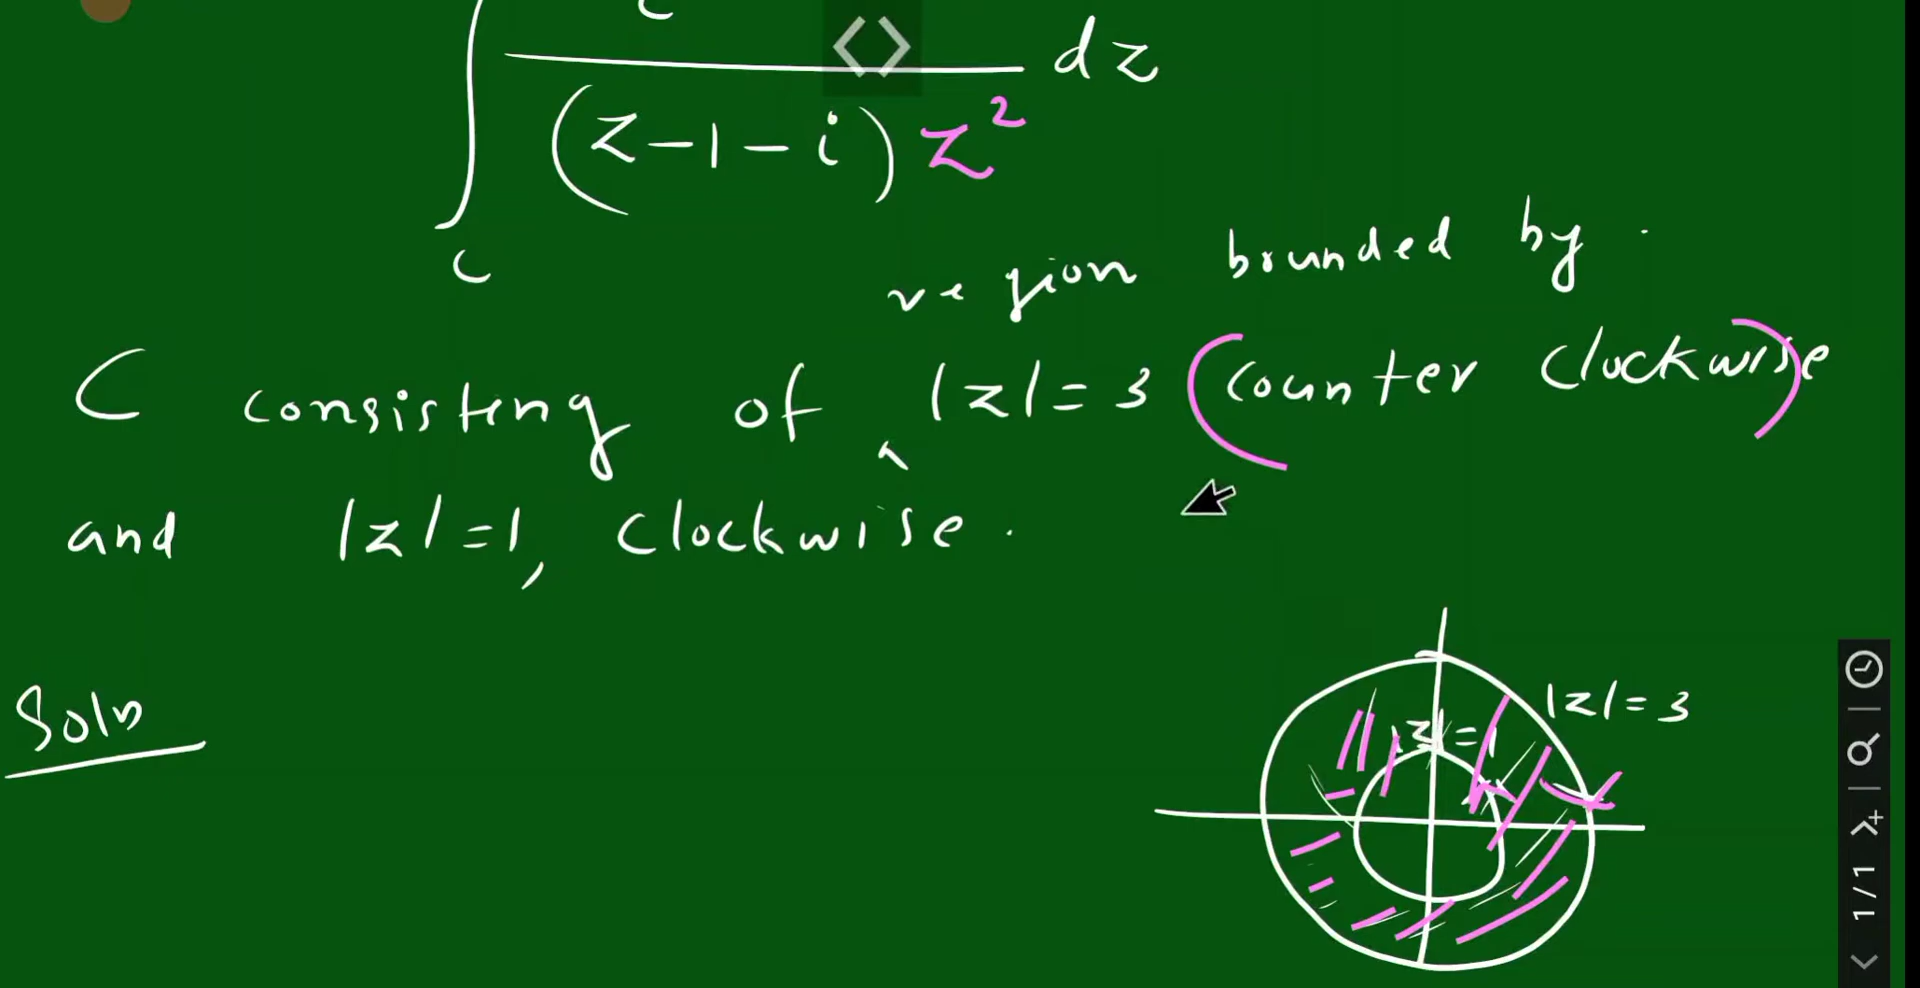 ∫ dz
(z-1-i) z²
c
region bounded by.
C consisting of |z|=3 (counter clockwise)
and |z|=1, clockwise.
Soln
|z|=3
|z|=1
1/1